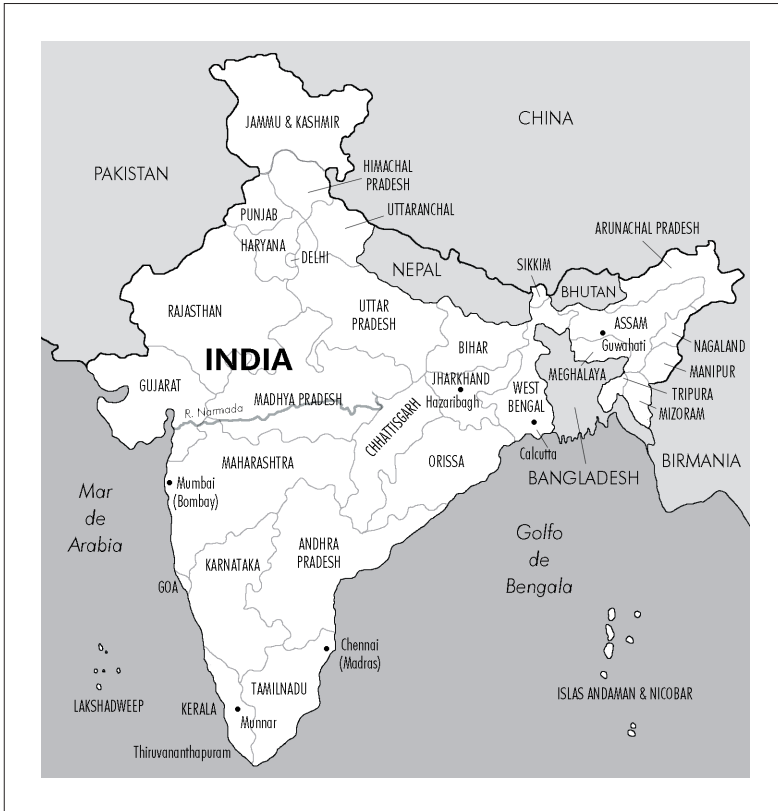 CHINA
JAMMU & KASHMIR
PAKISTAN
HIMACHAL
PRADESH
PUNJAB
UTTARANCHAL
ARUNACHAL PRADESH
HARYANA
DELHI
NEPAL
SIKKIM
BHUTAN
RAJASTHAN
UTTAR
PRADESH
ASSAM
Guwahati
NAGALAND
BIHAR
INDIA
MEGHALAYA
MANIPUR
GUJARAT
JHARKHAND
Hazaribagh
WEST
BENGAL
TRIPURA
MADHYA PRADESH
R. Narmada
MIZORAM
CHHATTISGARH
Calcutta
MAHARASHTRA
ORISSA
BANGLADESH
BIRMANIA
Mumbai
(Bombay)
Mar
de
Arabia
Golfo
de
Bengala
KARNATAKA
ANDHRA
PRADESH
GOA
Chennai
(Madras)
LAKSHADWEEP
KERALA
TAMILNADU
Munnar
ISLAS ANDAMAN & NICOBAR
Thiruvananthapuram